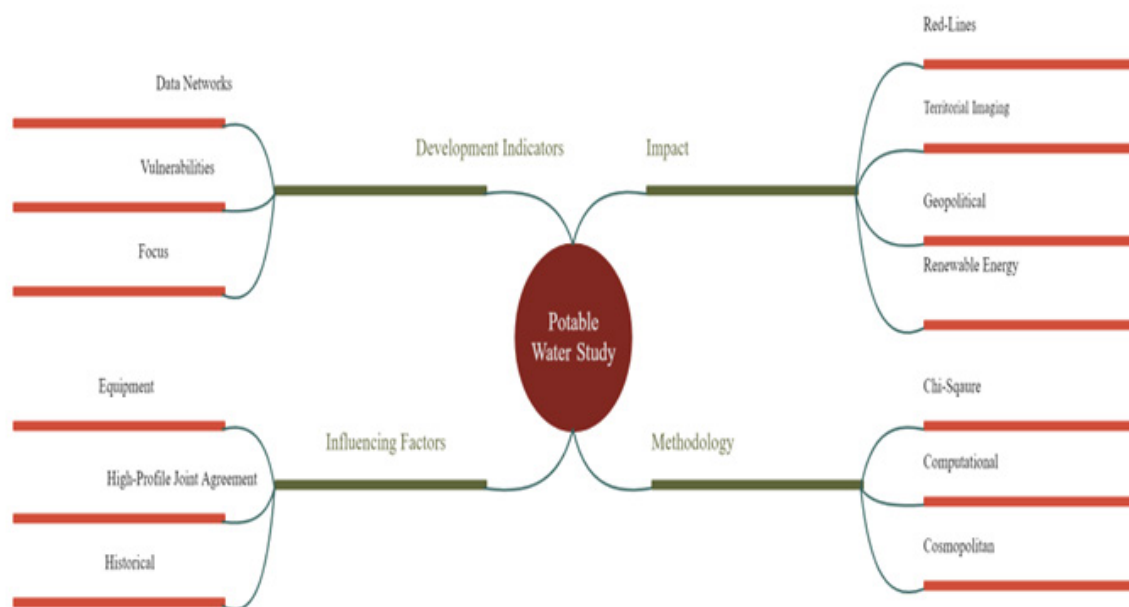 Data Networks
Vulnerabilities
Focus
Development Indicators
Equipment
High-Profile Joint Agreement
Historical
Influencing Factors
Potable
Water Study
Impact
Red-Lines
Territorial Imaging
Geopolitical
Renewable Energy
Methodology
Chi-Sqaure
Computational
Cosmopolitan